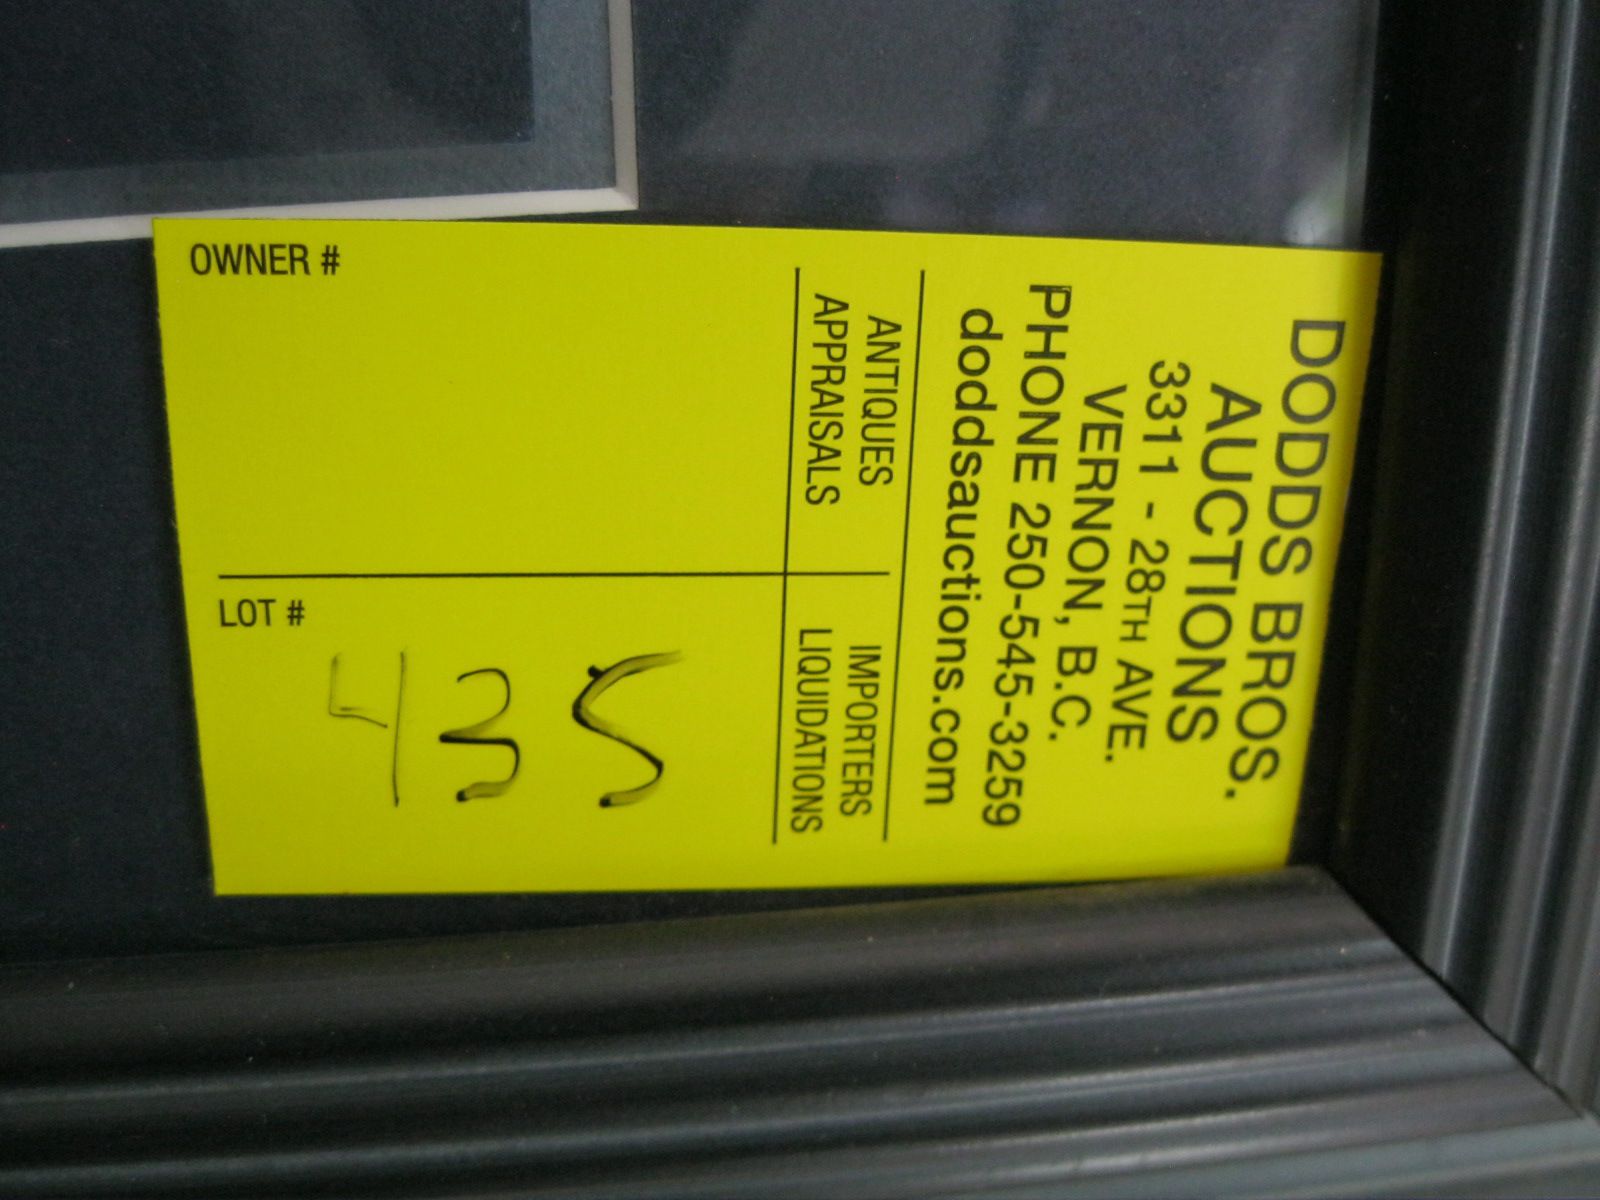 DODDS BROS.
AUCTIONS
3311 - 28TH AVE.
VERNON, B.C.
PHONE 250-545-3259
doddsauctions.com
ANTIQUES
APPRAISALS
IMPORTERS
LIQUIDATIONS
OWNER #
LOT #
435